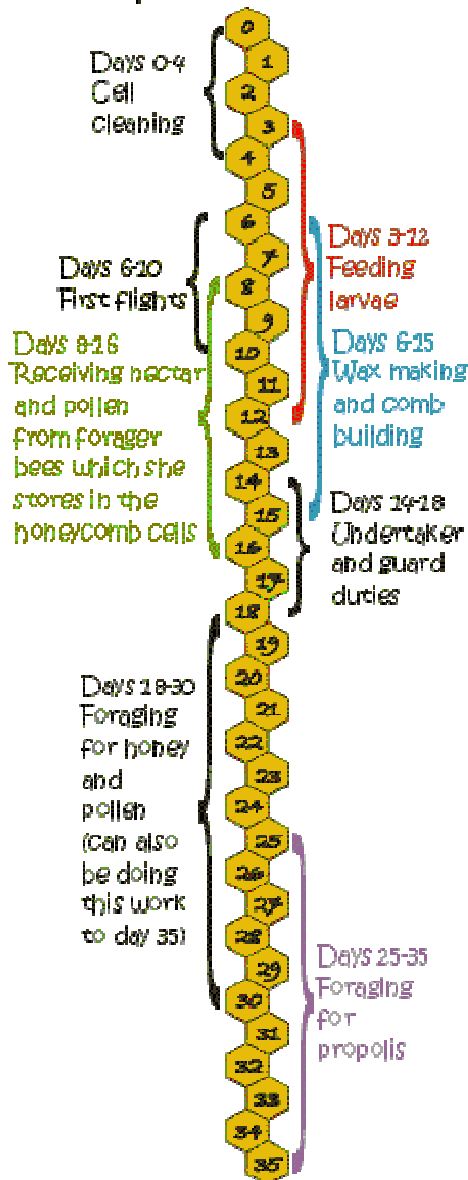 Days 0-4
Cell
cleaning
Days 3-12
Feeding
larvae
Days 6-10
First flights
Days 6-15
Wax making
and comb
building
Days 8-16
Receiving nectar
and pollen
from forager
bees which she
stores in the
honeycomb cells
Days 14-18
Undertaker
and guard
duties
Days 18-30
Foraging
for honey
and
pollen
(can also
be doing
this work
to day 35)
Days 25-35
Foraging
for
propolis
0
1
2
3
4
5
6
7
8
9
10
11
12
13
14
15
16
17
18
19
20
21
22
23
24
25
26
27
28
29
30
31
32
33
34
35